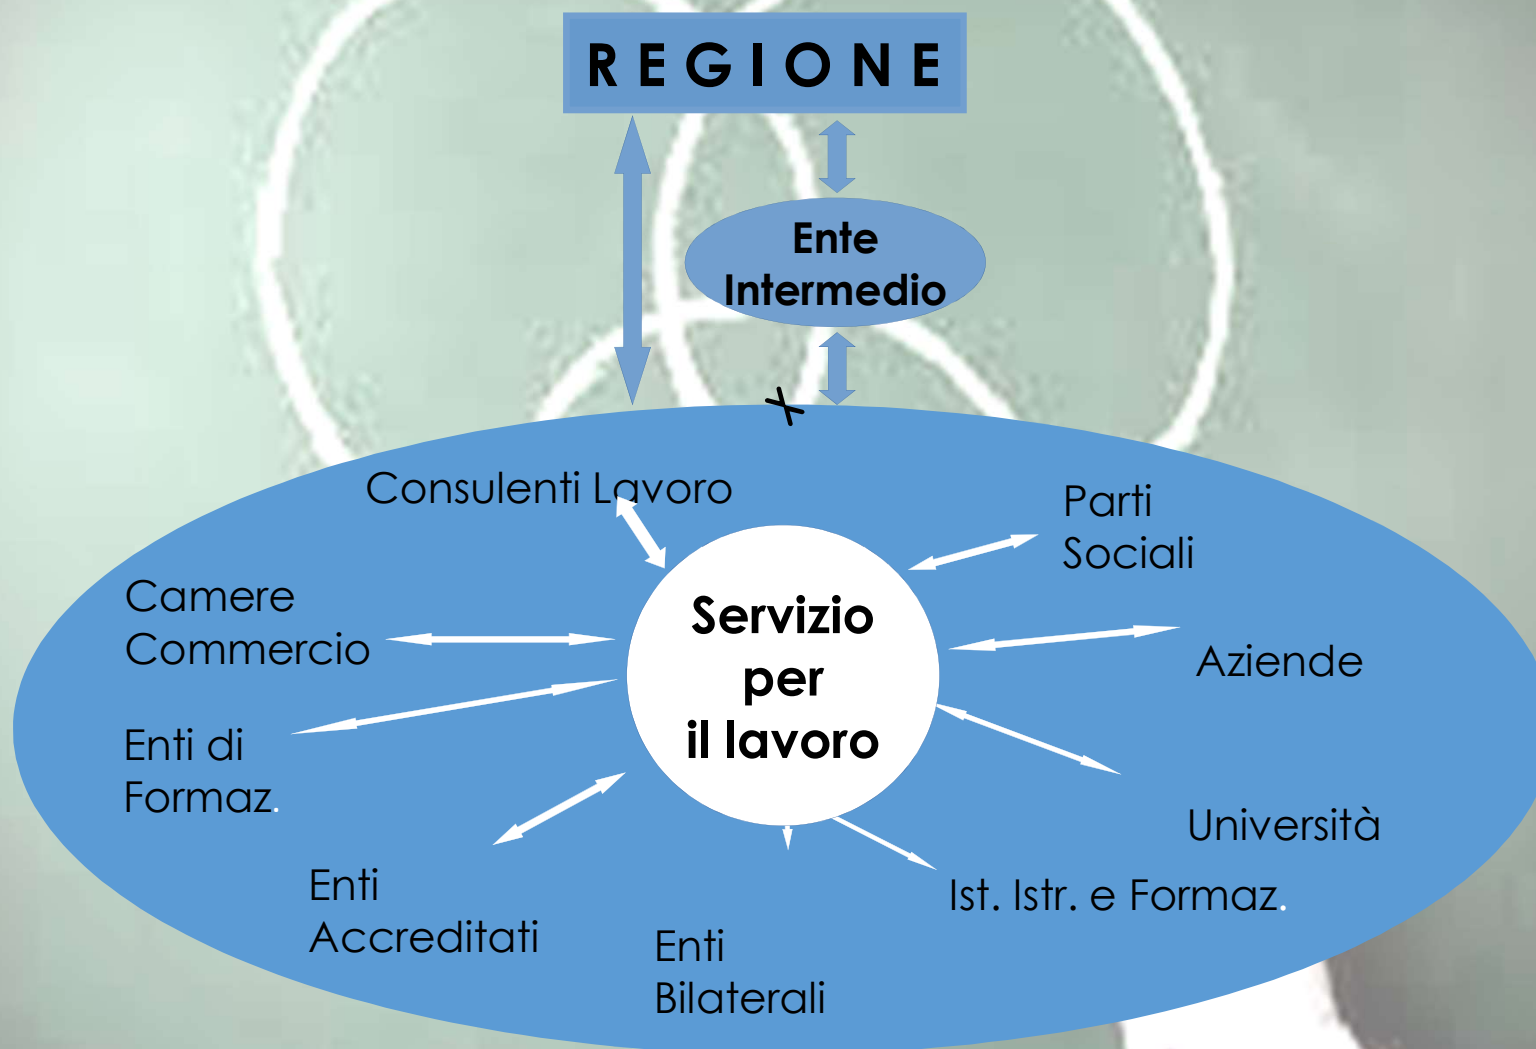 REGIONE
Ente
Intermedio
X
Consulenti Lavoro
Parti
Sociali
Camere
Commercio
Servizio
per
il lavoro
Aziende
Enti di
Formaz.
Università
Enti
Accreditati
Ist. Istr. e Formaz.
Enti
Bilaterali